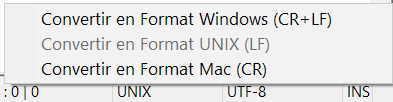 Convertir en Format Windows (CR+LF)
Convertir en Format UNIX (LF)
Convertir en Format Mac (CR)
: 0 | 0 UNIX UTF-8 INS